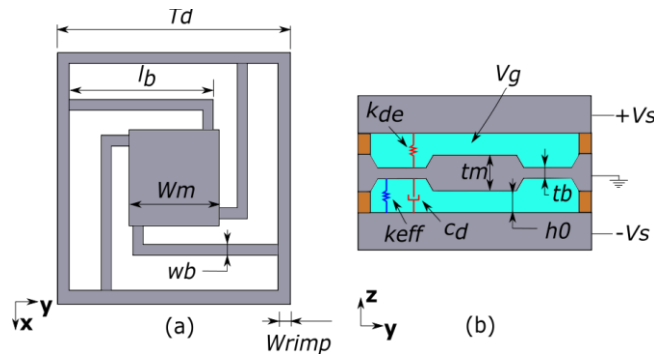 Td
lb
Wm
wb
y
x
(a)
Wrimp
Vg
kde
+Vs
tm
tb
keff
cd
h0
-Vs
z
y
(b)